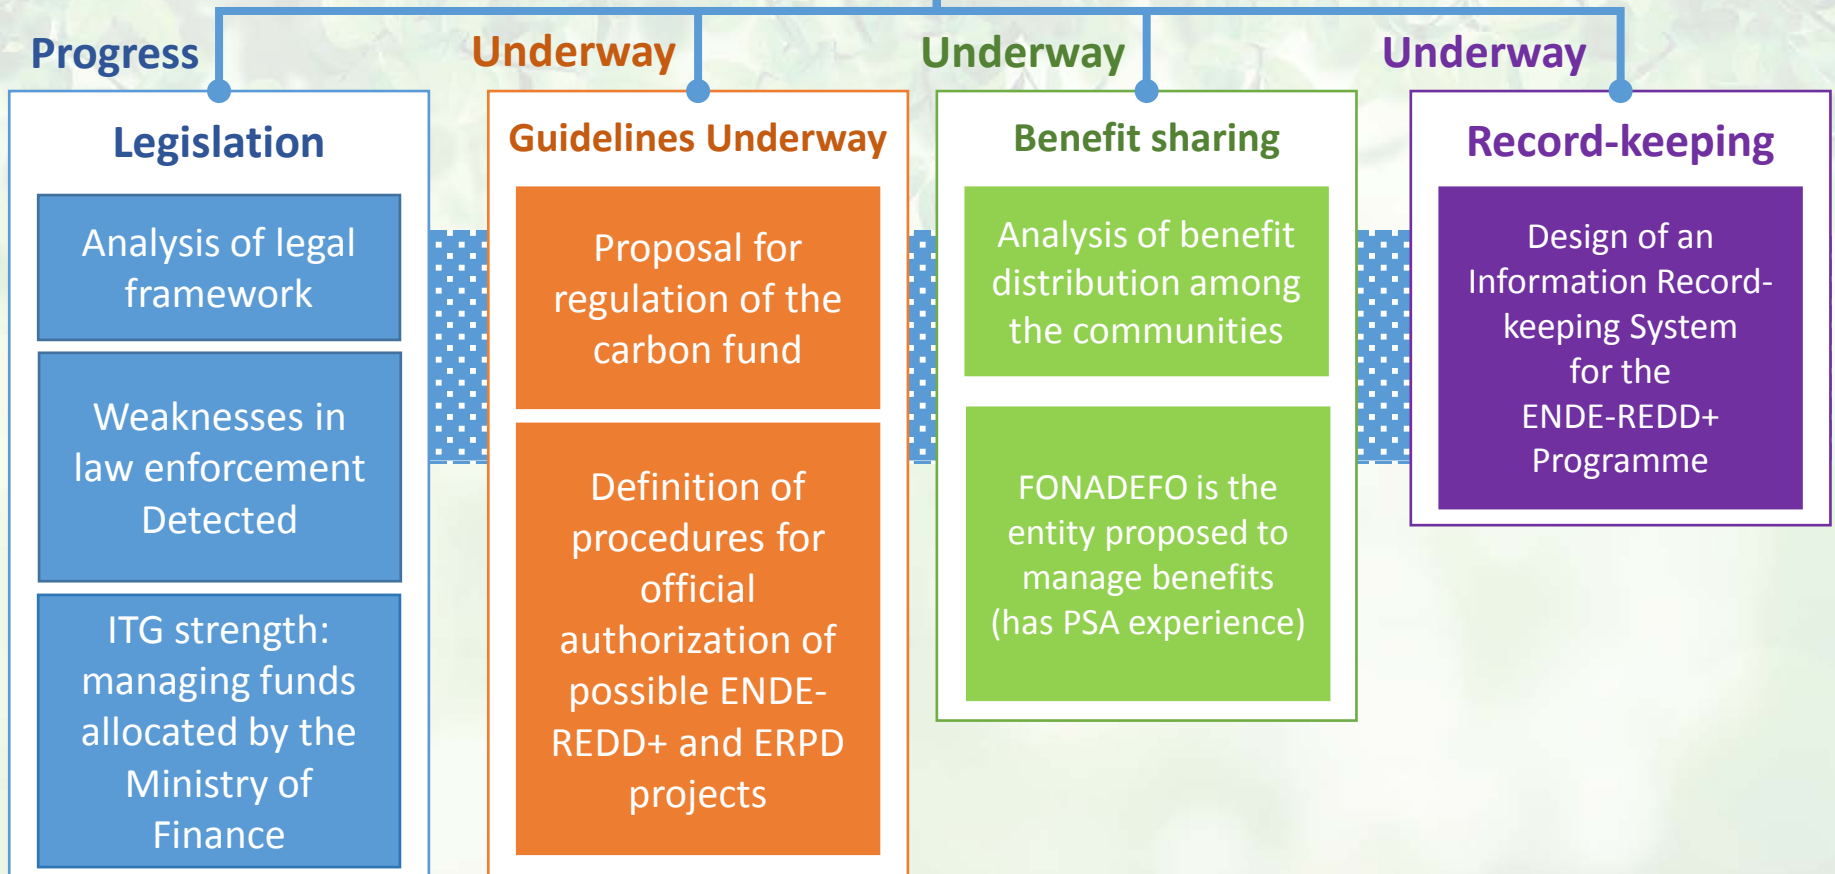 Progress
Legislation
Analysis of legal
framework
Weaknesses in
law enforcement
Detected
ITG strength:
managing funds
allocated by the
Ministry of
Finance
Underway
Guidelines Underway
Proposal for
regulation of the
carbon fund
Definition of
procedures for
official
authorization of
possible ENDE-
REDD+ and ERPD
projects
Underway
Benefit sharing
Analysis of benefit
distribution among
the communities
FONADEFO is the
entity proposed to
manage benefits
(has PSA experience)
Underway
Record-keeping
Design of an
Information Record-
keeping System
for the
ENDE-REDD+
Programme